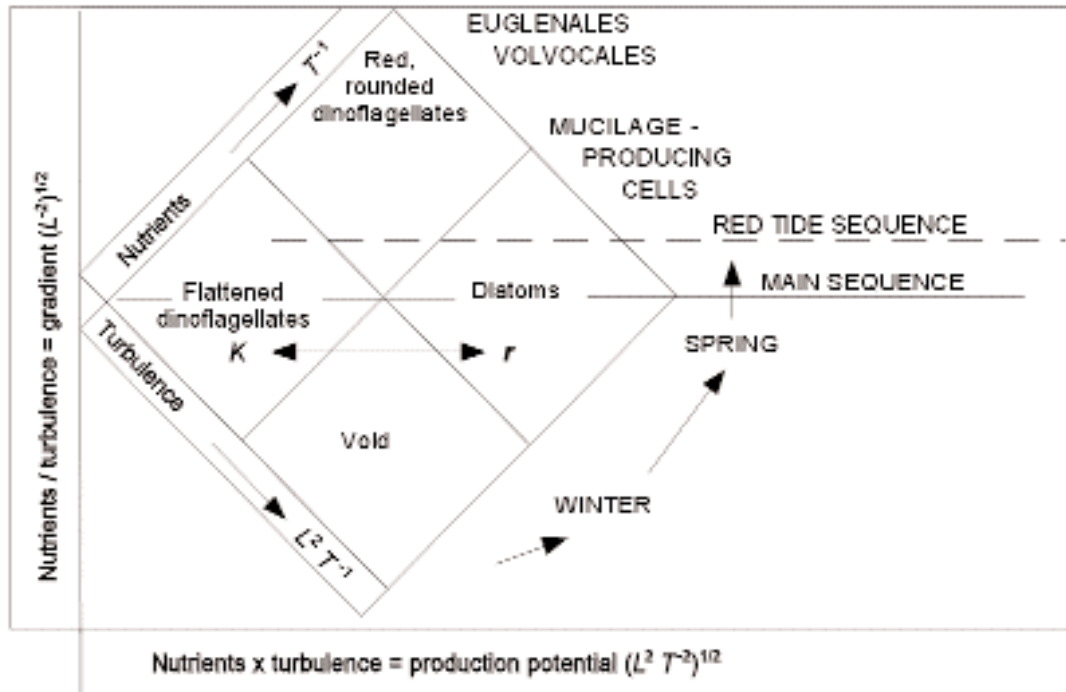 EUGLENALES
VOLVOCALES
T⁻¹
Red,
rounded
dinoflagellates
MUCILAGE -
PRODUCING
CELLS
Nutrients
RED TIDE SEQUENCE
MAIN SEQUENCE
Flattened
dinoflagellates
Diatoms
K
r
SPRING
Turbulence
Void
WINTER
L² T⁻¹
Nutrients / turbulence = gradient (L⁻²)¹/²
Nutrients x turbulence = production potential (L² T⁻²)¹/²